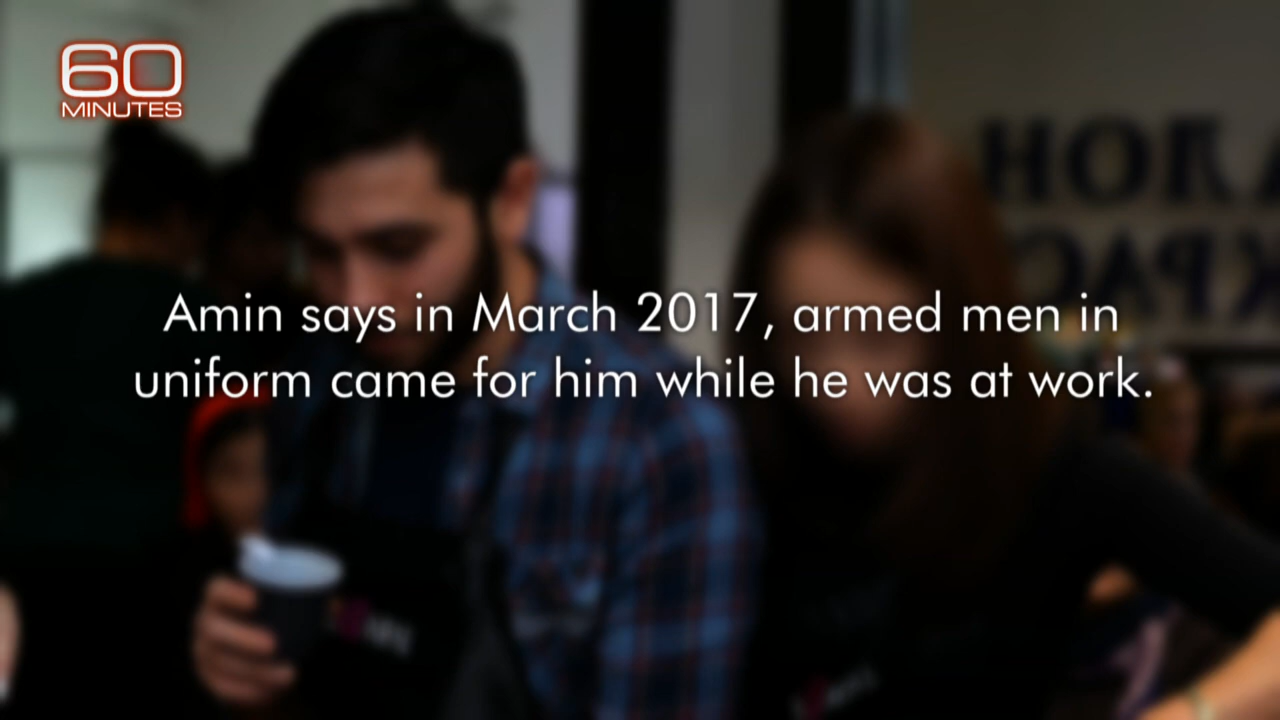 60
MINUTES
Amin says in March 2017, armed men in
uniform came for him while he was at work.